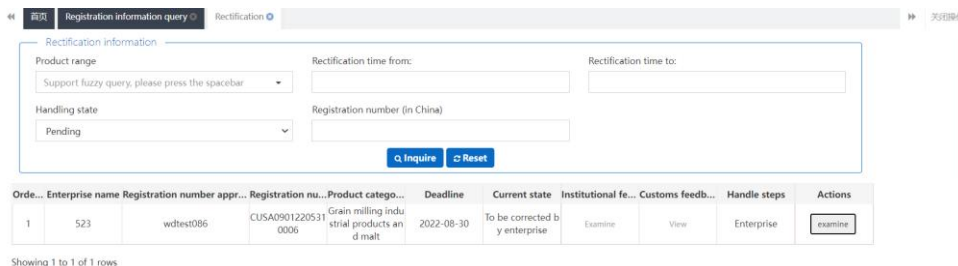 首页 Registration information query Rectification 关闭操作
Rectification information
Product range Rectification time from: Rectification time to:
Support fuzzy query, please press the spacebar
Handling state Registration number (in China)
Pending
Inquire Reset
Orde... Enterprise name Registration number appr... Registration nu... Product catego... Deadline Current state Institutional fe... Customs feedb... Handle steps Actions
1 523 wdtest086 CUSA0901220531 0006 Grain milling indu strial products an d malt 2022-08-30 To be corrected b y enterprise Examine View Enterprise examine
Showing 1 to 1 of 1 rows